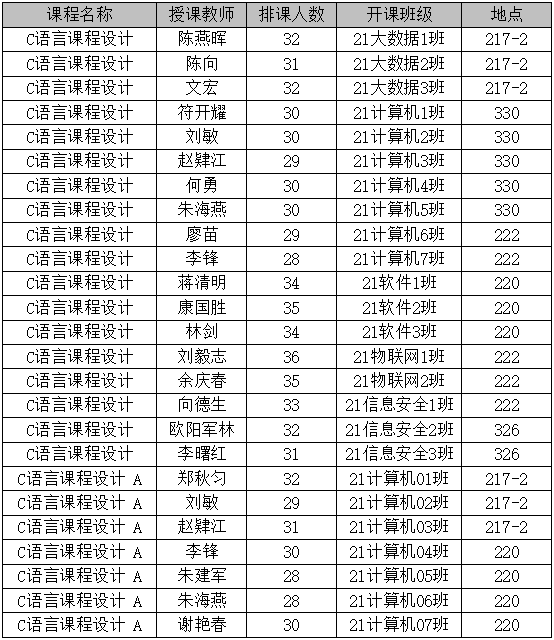 课程名称 授课教师 排课人数 开课班级 地点
C语言课程设计 陈燕晖 32 21大数据1班 217-2
C语言课程设计 陈向 31 21大数据2班 217-2
C语言课程设计 文宏 32 21大数据3班 217-2
C语言课程设计 符开耀 30 21计算机1班 330
C语言课程设计 刘敏 30 21计算机2班 330
C语言课程设计 赵肄江 29 21计算机3班 330
C语言课程设计 何勇 30 21计算机4班 330
C语言课程设计 朱海燕 30 21计算机5班 330
C语言课程设计 廖苗 29 21计算机6班 222
C语言课程设计 李锋 28 21计算机7班 222
C语言课程设计 蒋清明 34 21软件1班 220
C语言课程设计 康国胜 35 21软件2班 220
C语言课程设计 林剑 34 21软件3班 220
C语言课程设计 刘毅志 36 21物联网1班 222
C语言课程设计 余庆春 35 21物联网2班 222
C语言课程设计 向德生 33 21信息安全1班 222
C语言课程设计 欧阳军林 32 21信息安全2班 326
C语言课程设计 李曙红 31 21信息安全3班 326
C语言课程设计 A 郑秋匀 32 21计算机01班 217-2
C语言课程设计 A 刘敏 29 21计算机02班 217-2
C语言课程设计 A 赵肄江 31 21计算机03班 217-2
C语言课程设计 A 李锋 30 21计算机04班 220
C语言课程设计 A 朱建军 28 21计算机05班 220
C语言课程设计 A 朱海燕 28 21计算机06班 220
C语言课程设计 A 谢艳春 30 21计算机07班 220